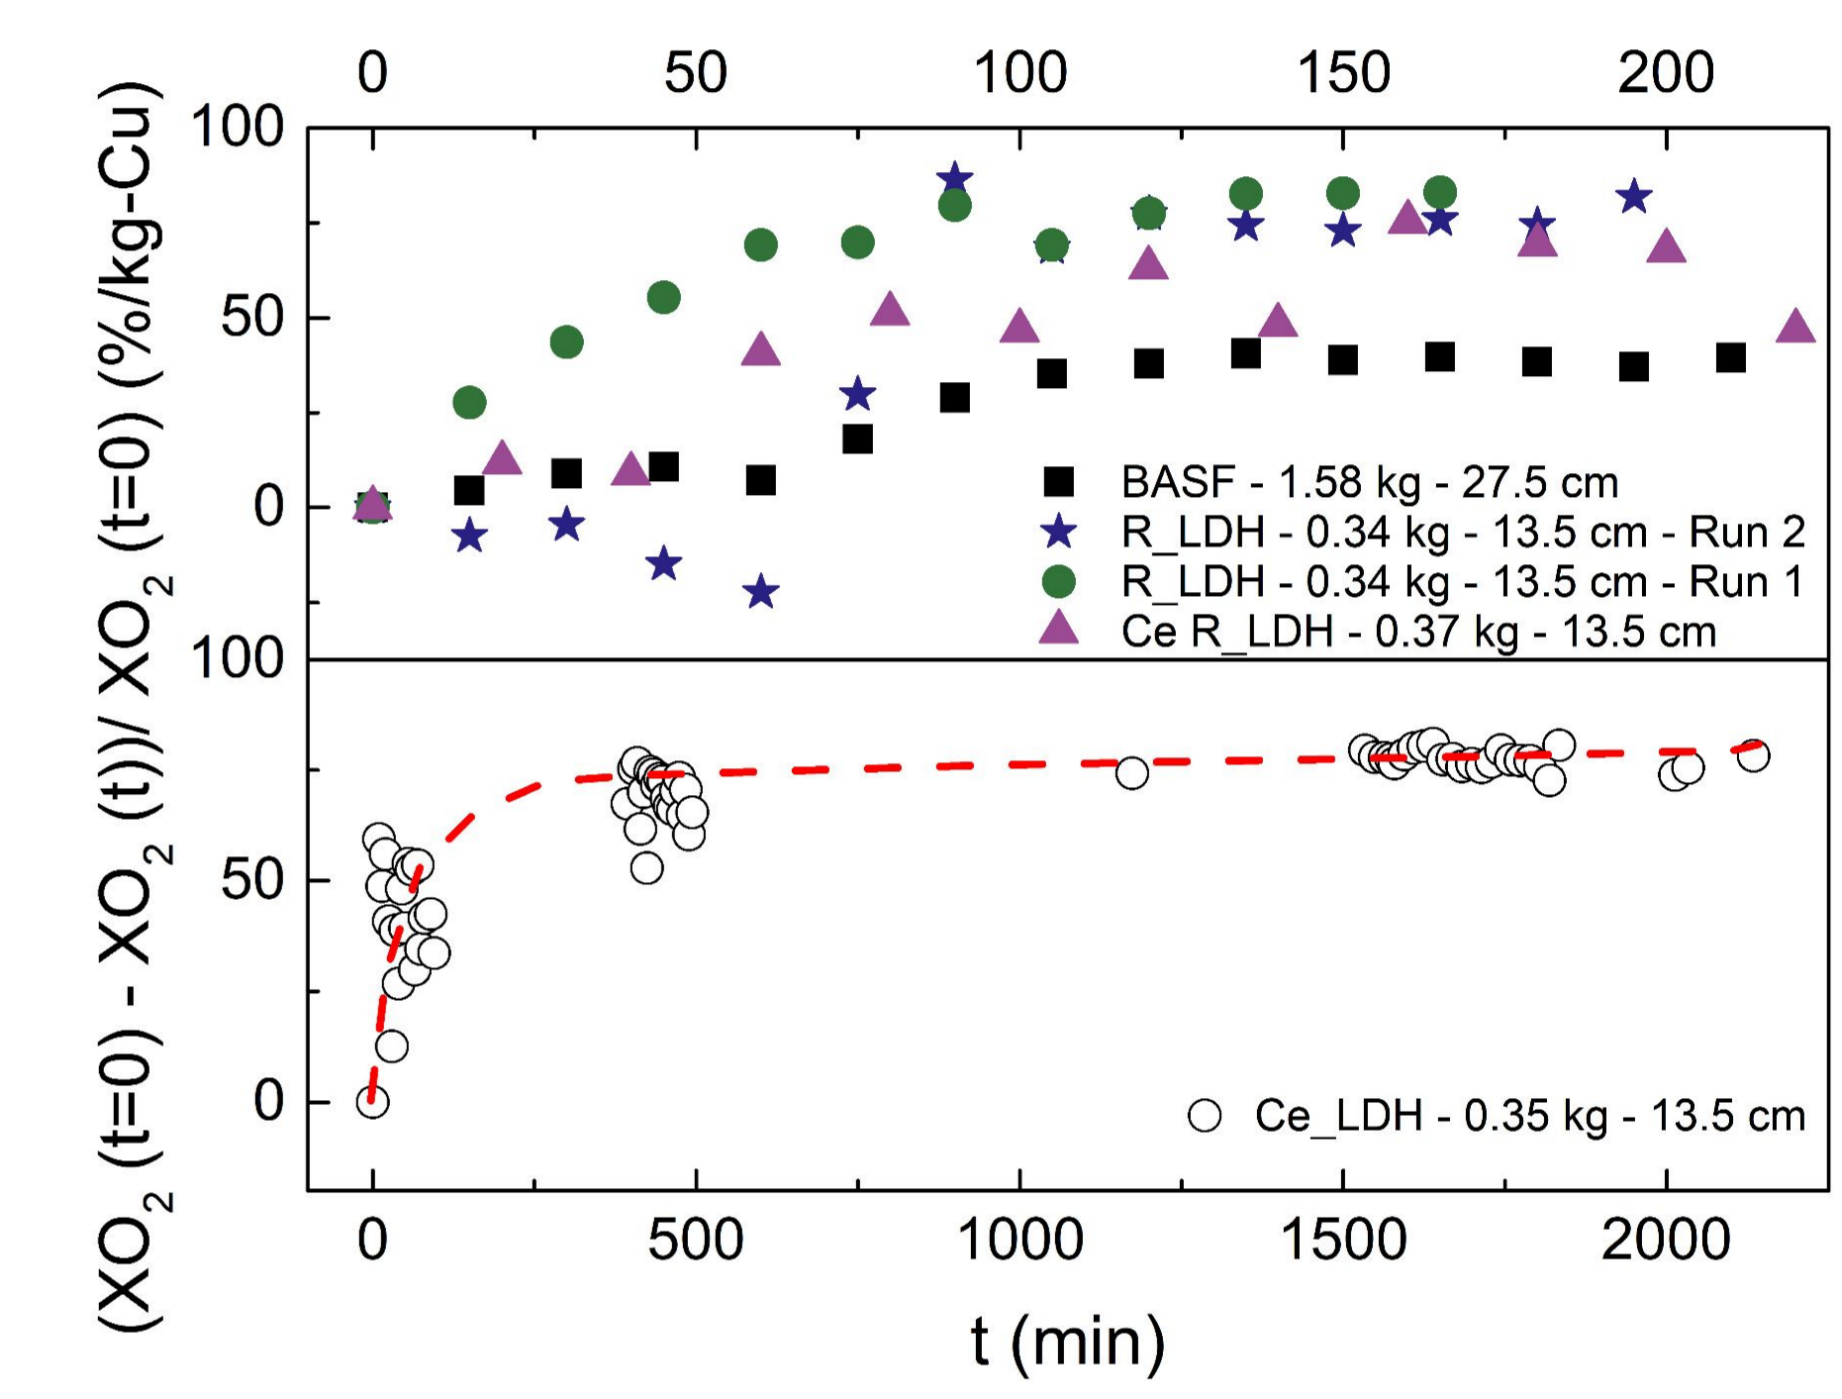 0 50 100 150 200
100
50
0
BASF - 1.58 kg - 27.5 cm
R_LDH - 0.34 kg - 13.5 cm - Run 2
R_LDH - 0.34 kg - 13.5 cm - Run 1
Ce R_LDH - 0.37 kg - 13.5 cm
100
50
0
Ce_LDH - 0.35 kg - 13.5 cm
0 500 1000 1500 2000
t (min)
(XO2 (t=0) - XO2 (t))/ XO2 (t=0) (%/kg-Cu)